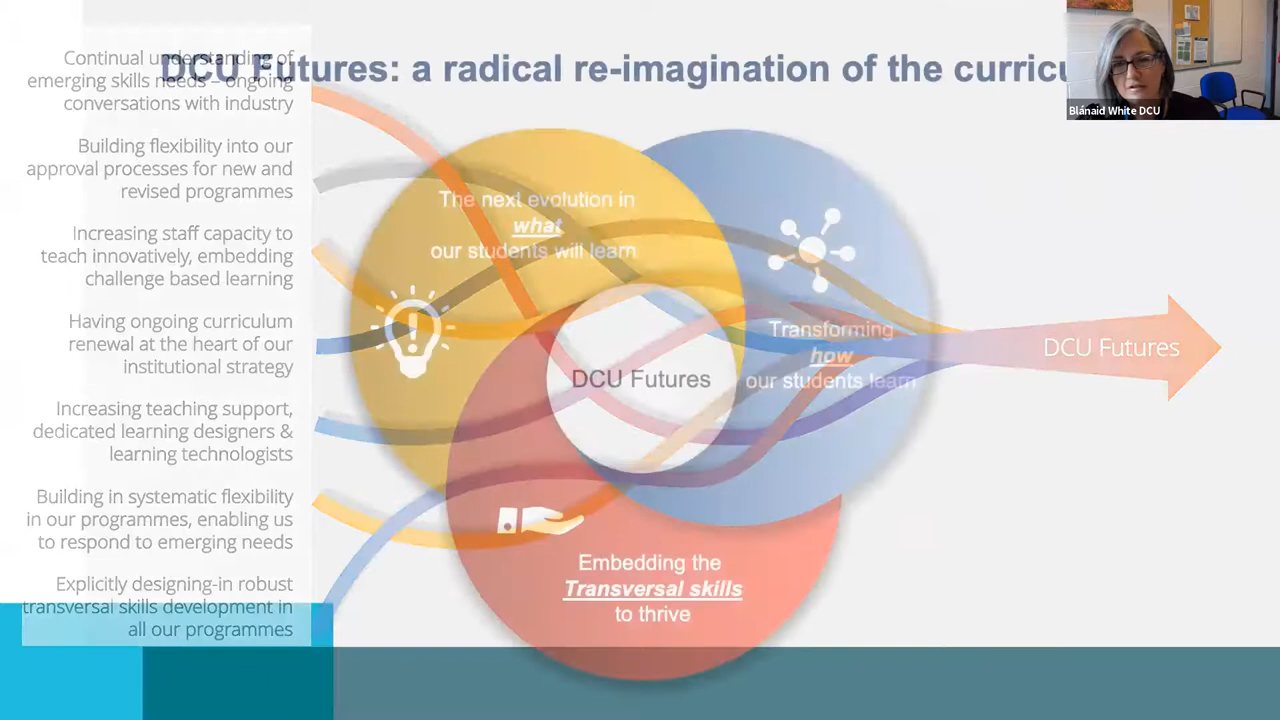 DCU Futures: a radical re-imagination of the curricu
Blánaid White DCU
Continual understanding of
emerging skills needs – ongoing
conversations with industry
Building flexibility into our
approval processes for new and
revised programmes
Increasing staff capacity to
teach innovatively, embedding
challenge based learning
Having ongoing curriculum
renewal at the heart of our
institutional strategy
Increasing teaching support,
dedicated learning designers &
learning technologists
Building in systematic flexibility
in our programmes, enabling us
to respond to emerging needs
Explicitly designing-in robust
transversal skills development in
all our programmes
The next evolution in
what
our students will learn
Transforming
how
our students learn
DCU Futures
Embedding the
Transversal skills
to thrive
DCU Futures